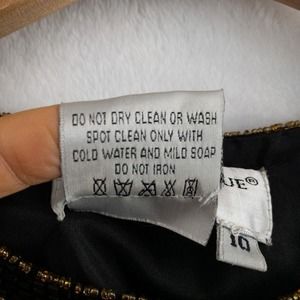 DO NOT DRY CLEAN OR WASH
SPOT CLEAN ONLY WITH
COLD WATER AND MILD SOAP
DO NOT IRON
UE®
10